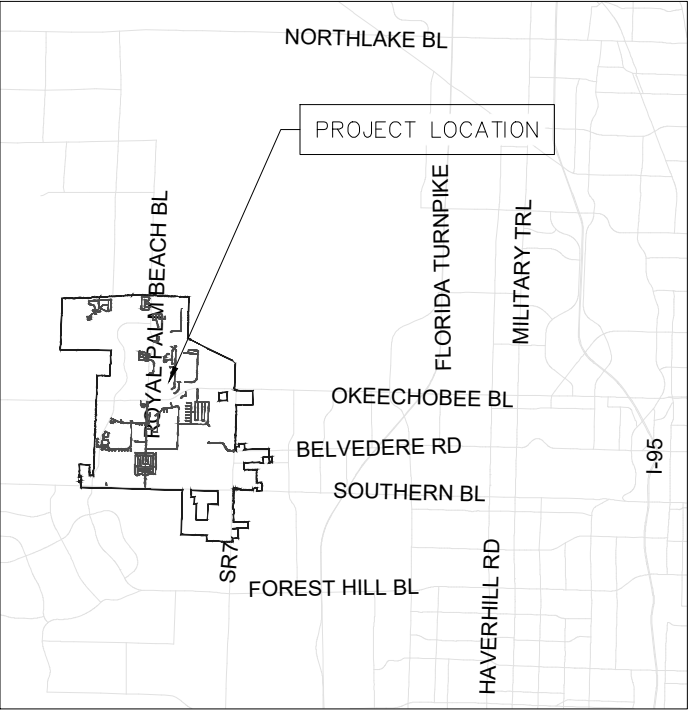 NORTHLAKE BL
PROJECT LOCATION
ROYAL PALM BEACH BL
FLORIDA TURNPIKE
MILITARY TRL
OKEECHOBEE BL
BELVEDERE RD
I-95
SOUTHERN BL
SR7
FOREST HILL BL
HAVERHILL RD